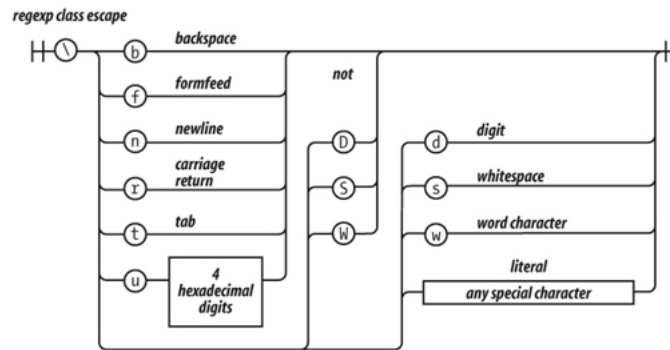 regexp class escape
\
b
backspace
f
formfeed
not
n
newline
D
d
digit
r
carriage
return
S
s
whitespace
t
tab
W
w
word character
u
4
hexadecimal
digits
literal
any special character